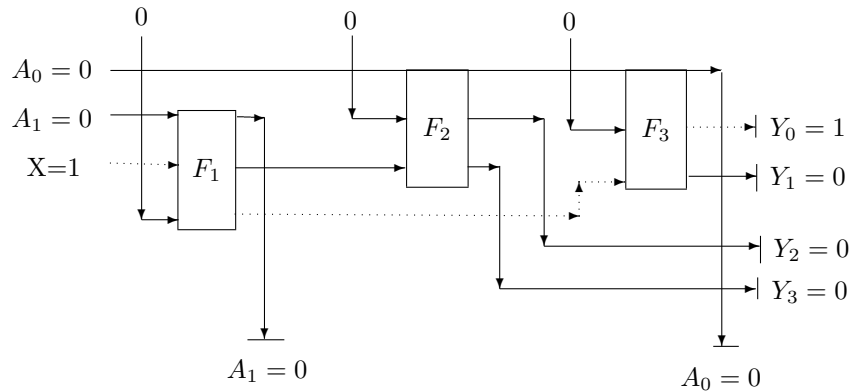 0
0
0
A₀ = 0
A₁ = 0
X=1
F₁
F₂
F₃
Y₀ = 1
Y₁ = 0
Y₂ = 0
Y₃ = 0
A₁ = 0
A₀ = 0